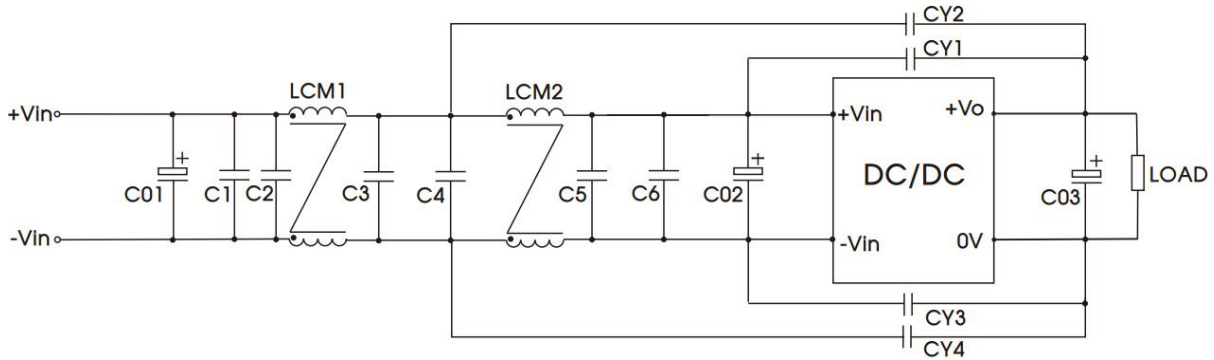 CY2
CY1
LCM1
LCM2
+Vin
+Vin
+Vo
+
+
+
C01
C1
C2
C3
C4
C5
C6
C02
DC/DC
C03
LOAD
-Vin
-Vin
0V
CY3
CY4